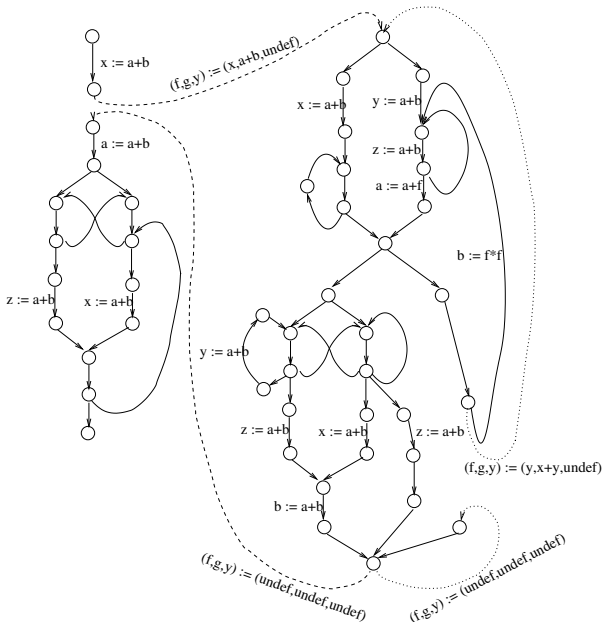 x := a+b
(f,g,y) := (x,a+b,undef)
a := a+b
z := a+b
x := a+b
x := a+b
y := a+b
z := a+b
a := a+f
b := f*f
y := a+b
z := a+b
x := a+b
z := a+b
b := a+b
(f,g,y) := (y,x+y,undef)
(f,g,y) := (undef,undef,undef)
(f,g,y) := (undef,undef,undef)